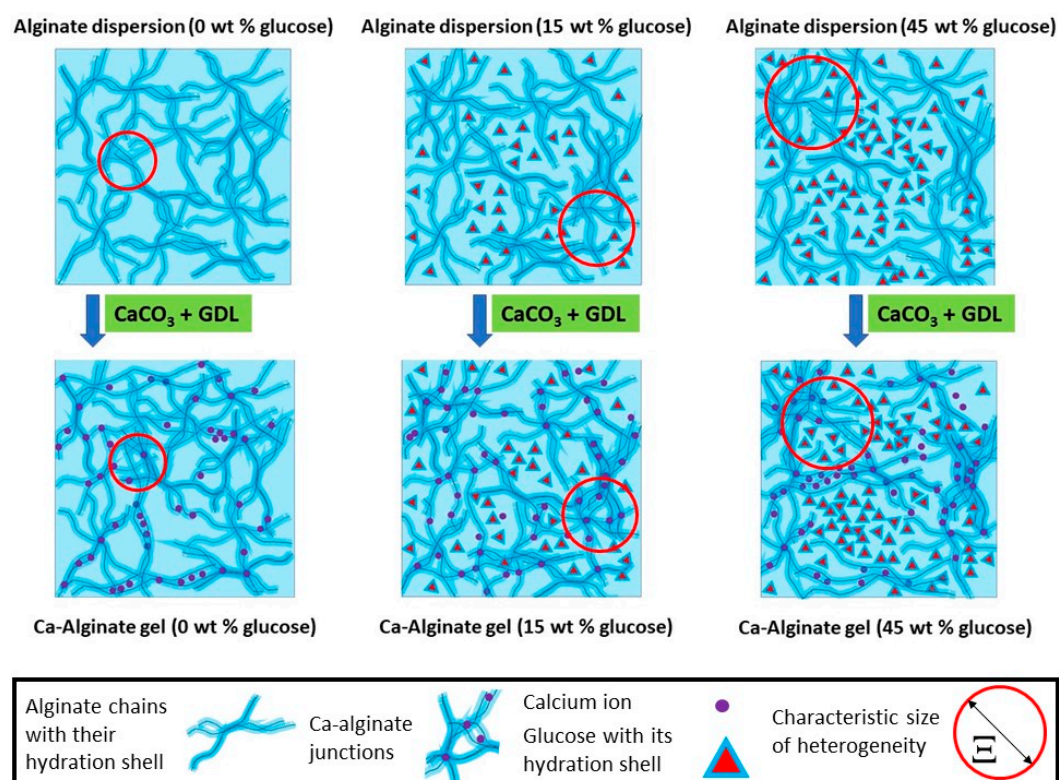 Alginate dispersion (0 wt % glucose)
Alginate dispersion (15 wt % glucose)
Alginate dispersion (45 wt % glucose)
CaCO₃ + GDL
CaCO₃ + GDL
CaCO₃ + GDL
Ca-Alginate gel (0 wt % glucose)
Ca-Alginate gel (15 wt % glucose)
Ca-Alginate gel (45 wt % glucose)
Alginate chains
with their
hydration shell
Ca-alginate
junctions
Calcium ion
Glucose with its
hydration shell
Characteristic size
of heterogeneity
Ξ